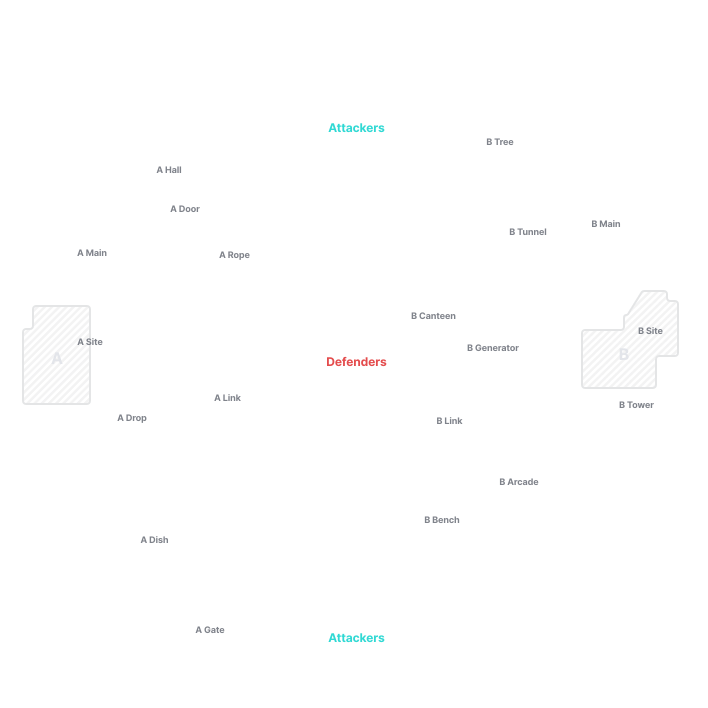 Attackers
B Tree
A Hall
A Door
B Main
B Tunnel
A Main
A Rope
B Canteen
B Site
A Site
B Generator
B
A
Defenders
A Link
B Tower
A Drop
B Link
B Arcade
B Bench
A Dish
A Gate
Attackers